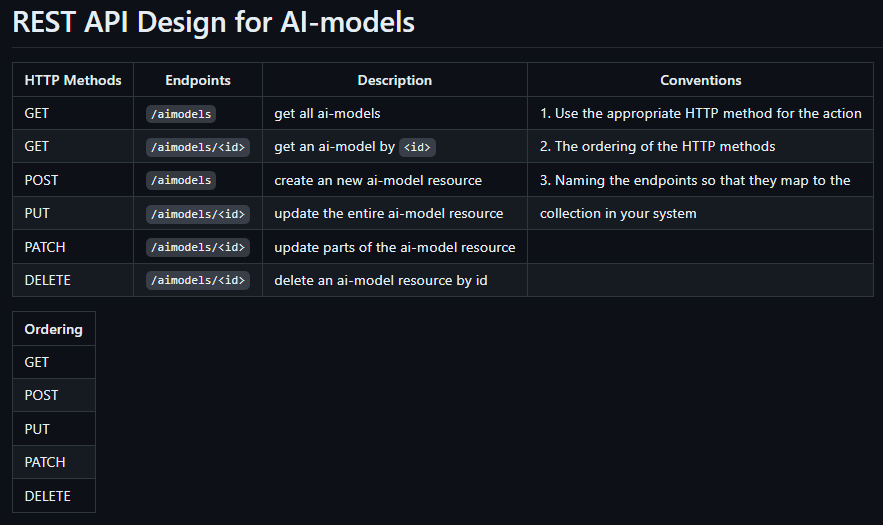 REST API Design for AI-models
HTTP Methods Endpoints Description Conventions
GET /aimodels get all ai-models 1. Use the appropriate HTTP method for the action
GET /aimodels/<id> get an ai-model by <id> 2. The ordering of the HTTP methods
POST /aimodels create an new ai-model resource 3. Naming the endpoints so that they map to the
PUT /aimodels/<id> update the entire ai-model resource collection in your system
PATCH /aimodels/<id> update parts of the ai-model resource
DELETE /aimodels/<id> delete an ai-model resource by id
Ordering
GET
POST
PUT
PATCH
DELETE